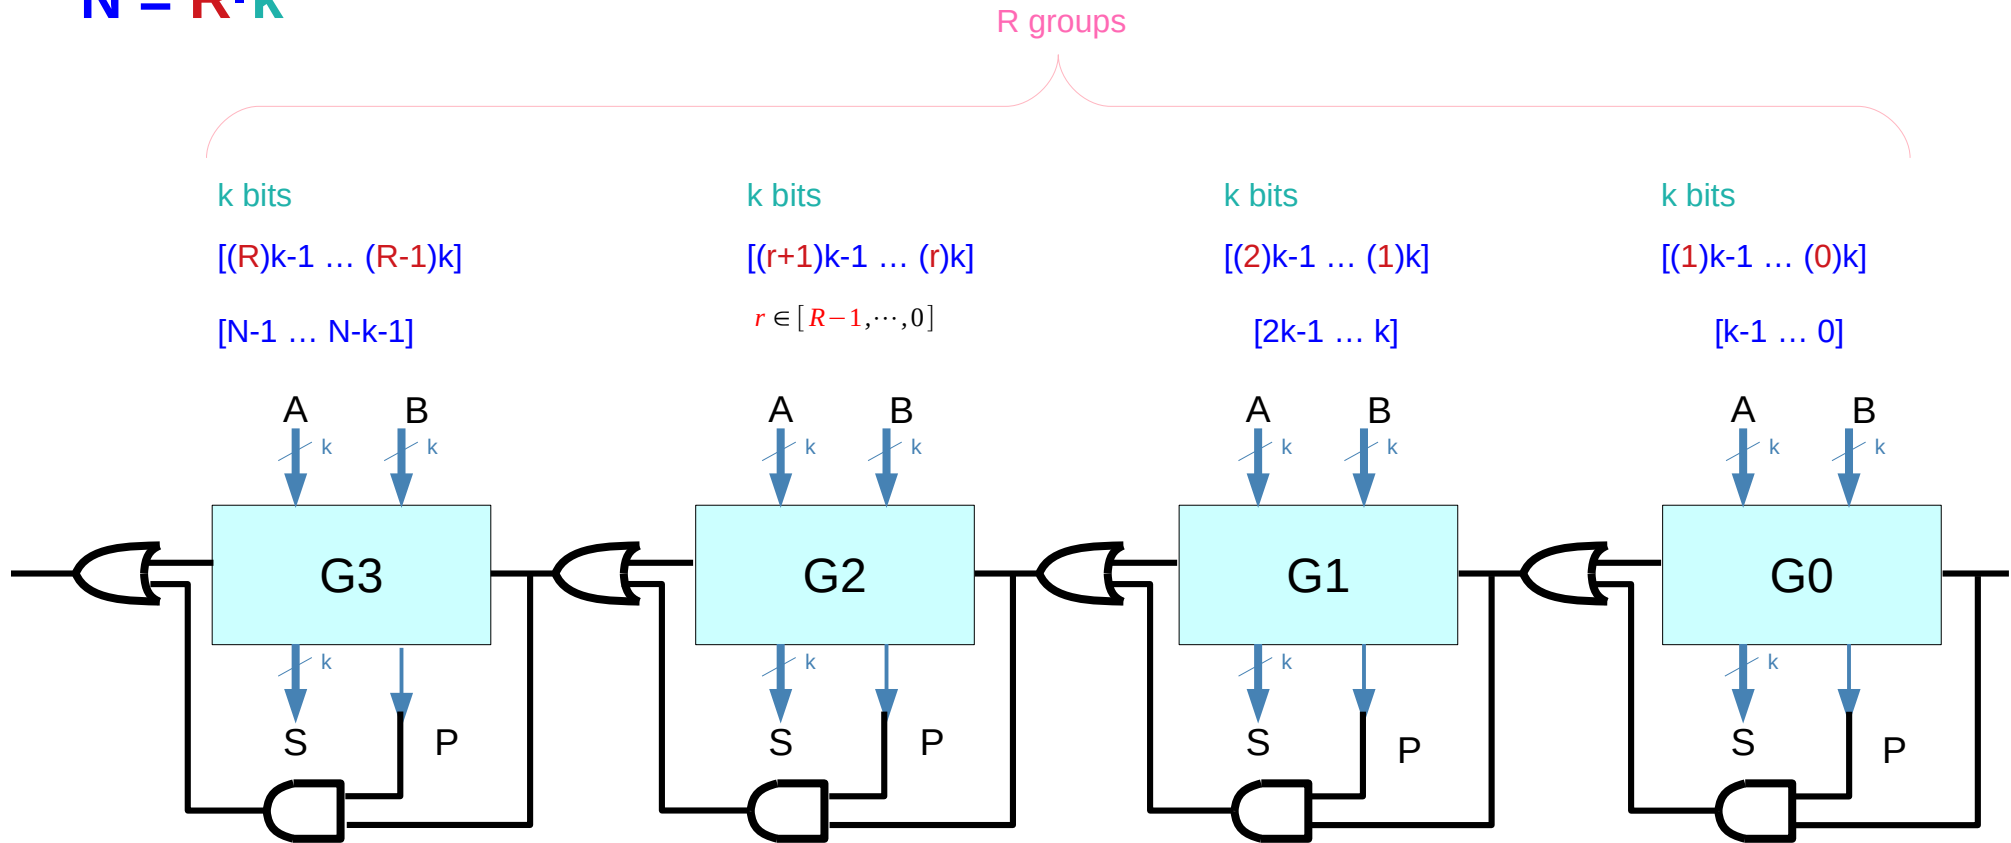 N = R·k
R groups
k bits k bits k bits k bits
[(R)k-1 … (R-1)k] [(r+1)k-1 … (r)k] [(2)k-1 … (1)k] [(1)k-1 … (0)k]
r ∈ [R−1,⋯,0]
[N-1 … N-k-1] [2k-1 … k] [k-1 … 0]
A B A B A B A B
k k k k k k k k
G3 G2 G1 G0
k k k k
S P S P S P S P